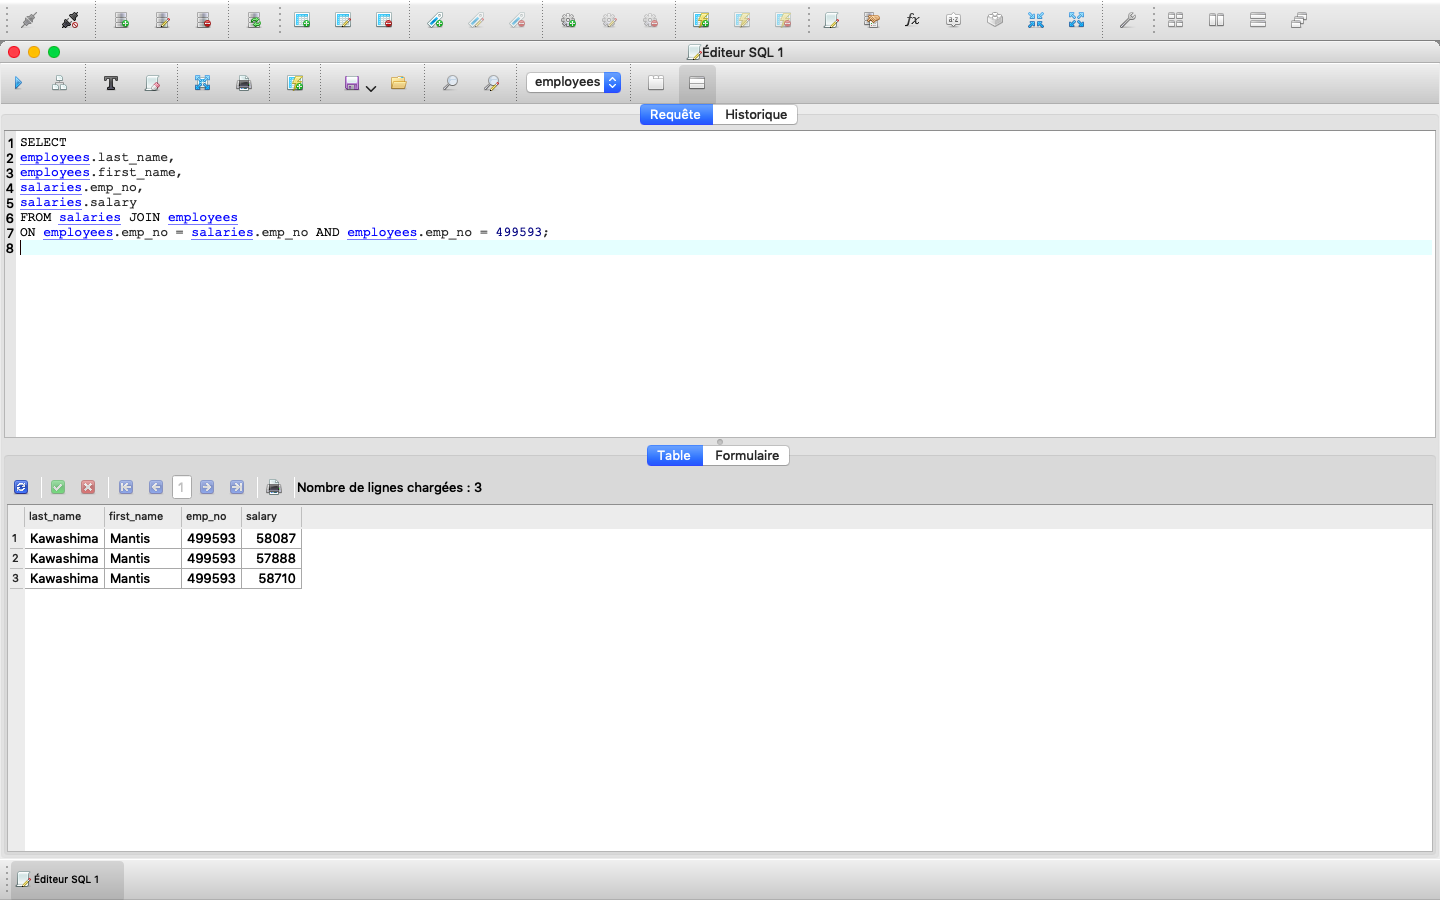 fx
a-z
Éditeur SQL 1
T
employees
Requête
Historique
1 SELECT
2 employees.last_name,
3 employees.first_name,
4 salaries.emp_no,
5 salaries.salary
6 FROM salaries JOIN employees
7 ON employees.emp_no = salaries.emp_no AND employees.emp_no = 499593;
8
Table
Formulaire
1
Nombre de lignes chargées : 3
last_name first_name emp_no salary
1 Kawashima Mantis 499593 58087
2 Kawashima Mantis 499593 57888
3 Kawashima Mantis 499593 58710
Éditeur SQL 1